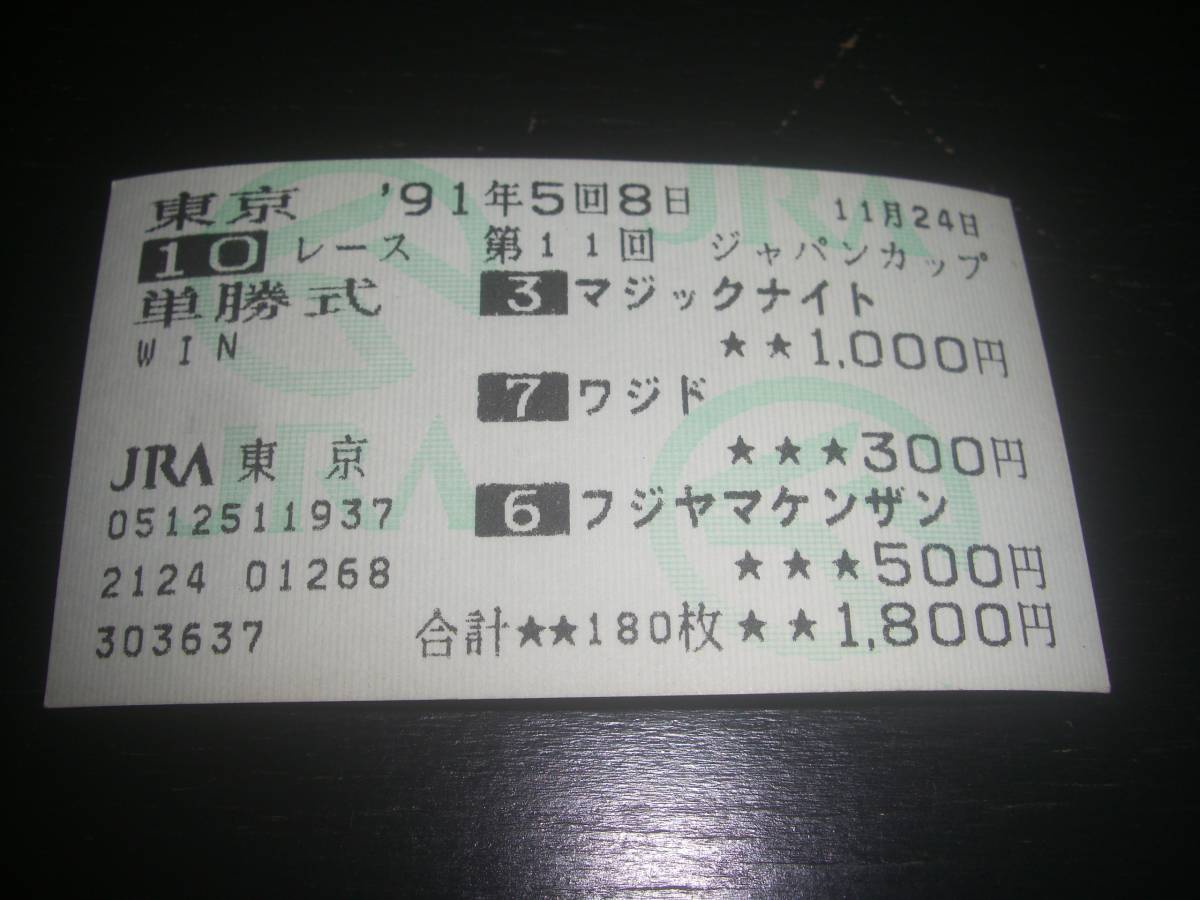 東京 '91年5回8日 11月24日
10 レース 第11回 ジャパンカップ
単勝式 3 マジックナイト
WIN ★★1,000円
7 ワジド
★★★300円
JRA 東京
6 フジヤマケンザン
0512511937
★★★500円
2124 01268
303637 合計★★180枚★★1,800円
JRA
JRA